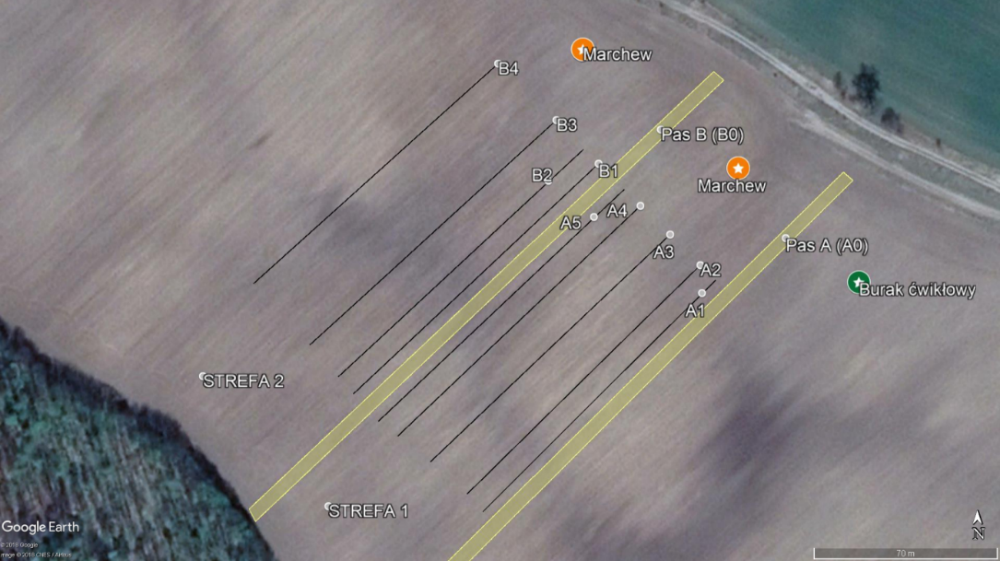 Marchew
B4
B3
Pas B (B0)
B1
B2
Marchew
A4
A5
A3
Pas A (A0)
A2
Burak ćwikłowy
A1
STREFA 2
STREFA 1
Google Earth
N
70 m